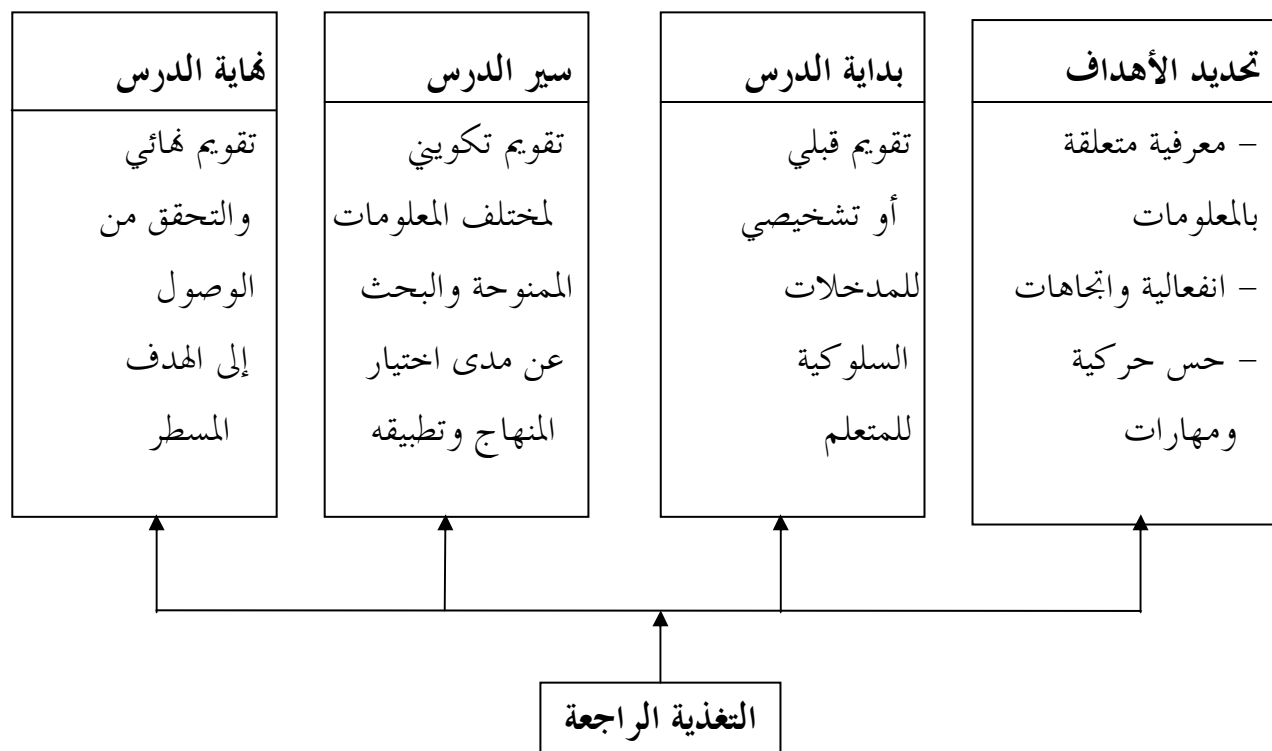 تحديد الأهداف
– معرفية متعلقة
بالمعلومات
– انفعالية واتجاهات
– حس حركية
ومهارات
بداية الدرس
تقويم قبلي
أو تشخيصي
للمدخلات
السلوكية
للمتعلم
سير الدرس
تقويم تكويني
لمختلف المعلومات
الممنوحة والبحث
عن مدى اختيار
المنهاج وتطبيقه
نهاية الدرس
تقويم نهائي
والتحقق من
الوصول
إلى الهدف
المسطر
التغذية الراجعة